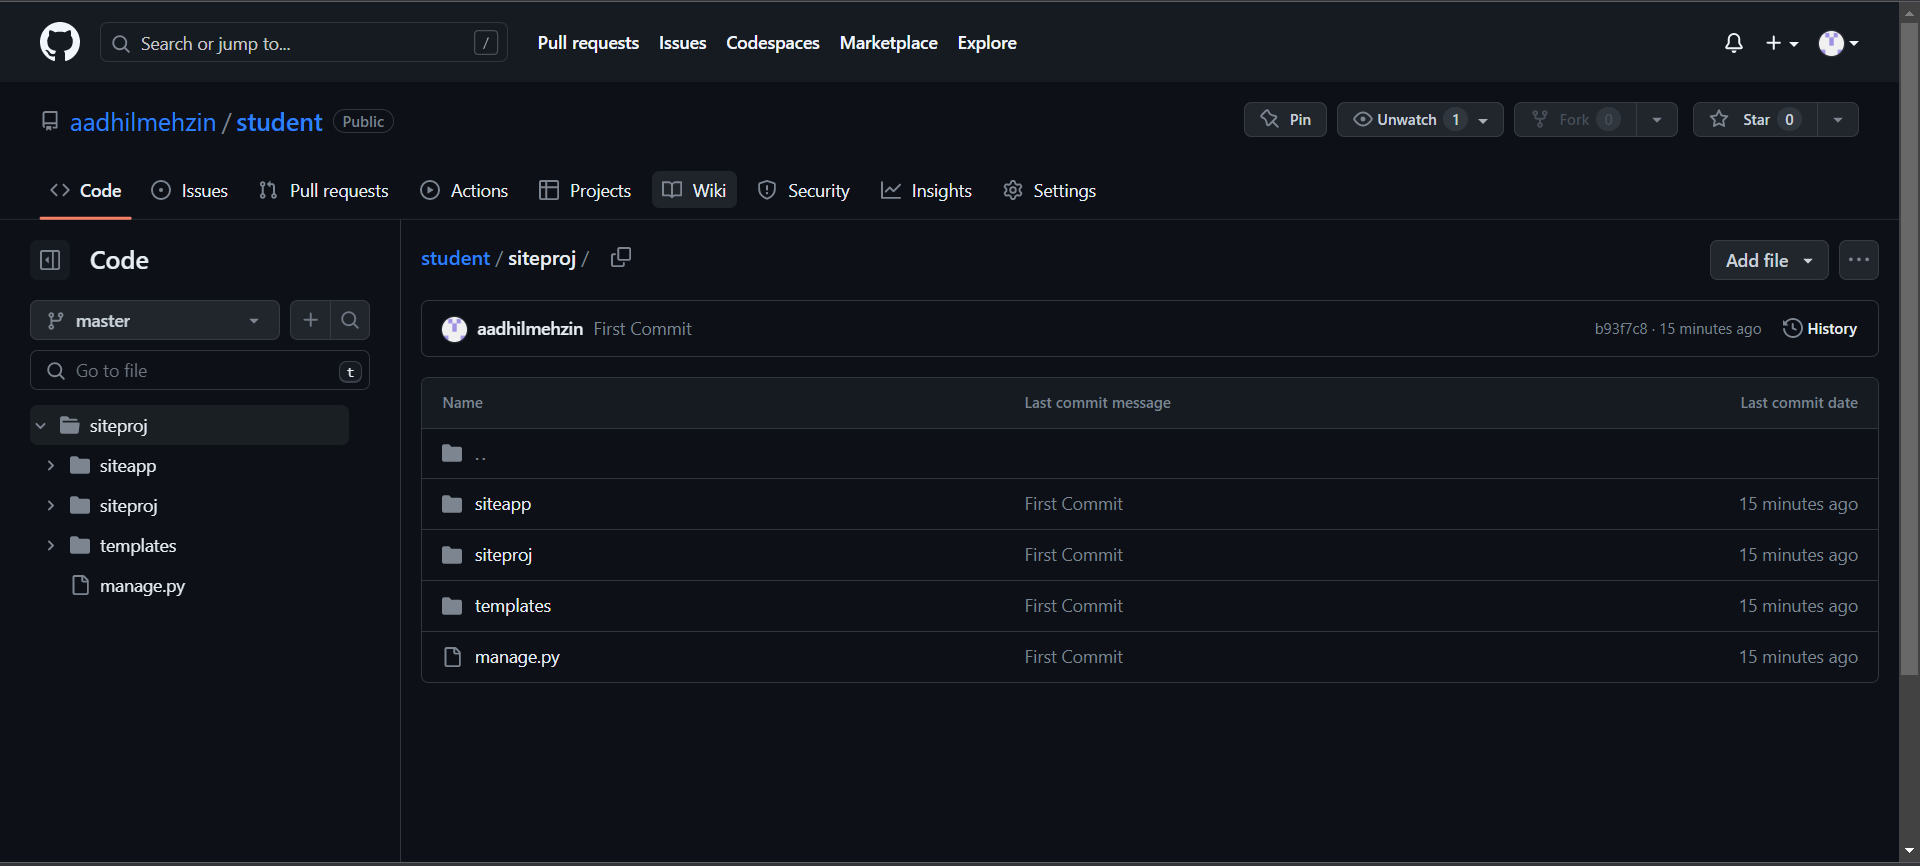 Search or jump to... / Pull requests Issues Codespaces Marketplace Explore
aadhilmehzin / student Public Pin Unwatch 1 Fork 0 Star 0
Code Issues Pull requests Actions Projects Wiki Security Insights Settings
Code
master
Go to file t
siteproj
siteapp
siteproj
templates
manage.py
student / siteproj / Add file
aadhilmehzin First Commit b93f7c8 · 15 minutes ago History
Name Last commit message Last commit date
..
siteapp First Commit 15 minutes ago
siteproj First Commit 15 minutes ago
templates First Commit 15 minutes ago
manage.py First Commit 15 minutes ago